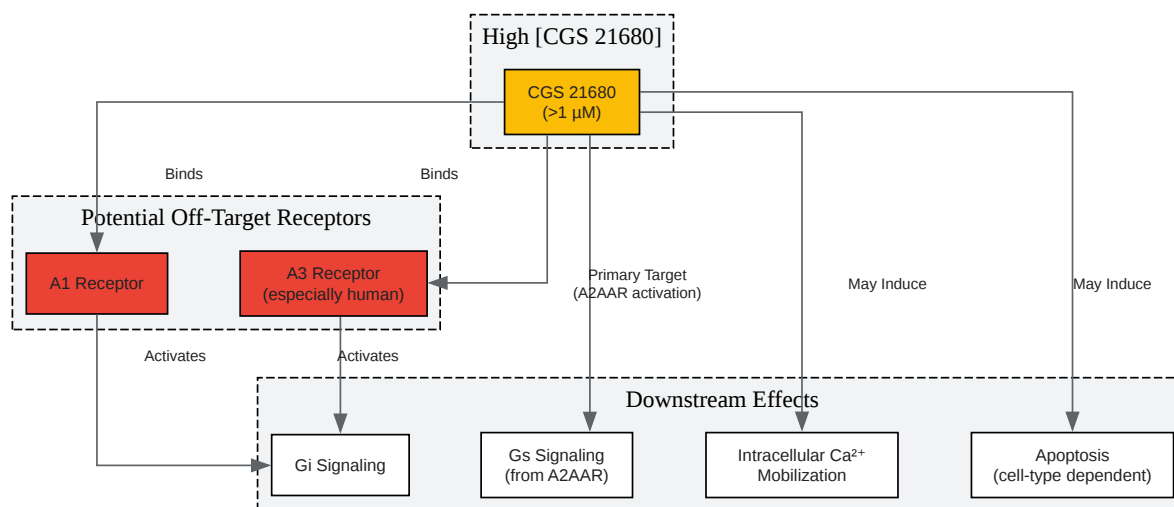 High [CGS 21680]
CGS 21680
(>1 µM)
Binds
Binds
Potential Off-Target Receptors
A1 Receptor
A3 Receptor
(especially human)
Primary Target
(A2AAR activation)
May Induce
May Induce
Activates
Activates
Downstream Effects
Gi Signaling
Gs Signaling
(from A2AAR)
Intracellular Ca²⁺
Mobilization
Apoptosis
(cell-type dependent)